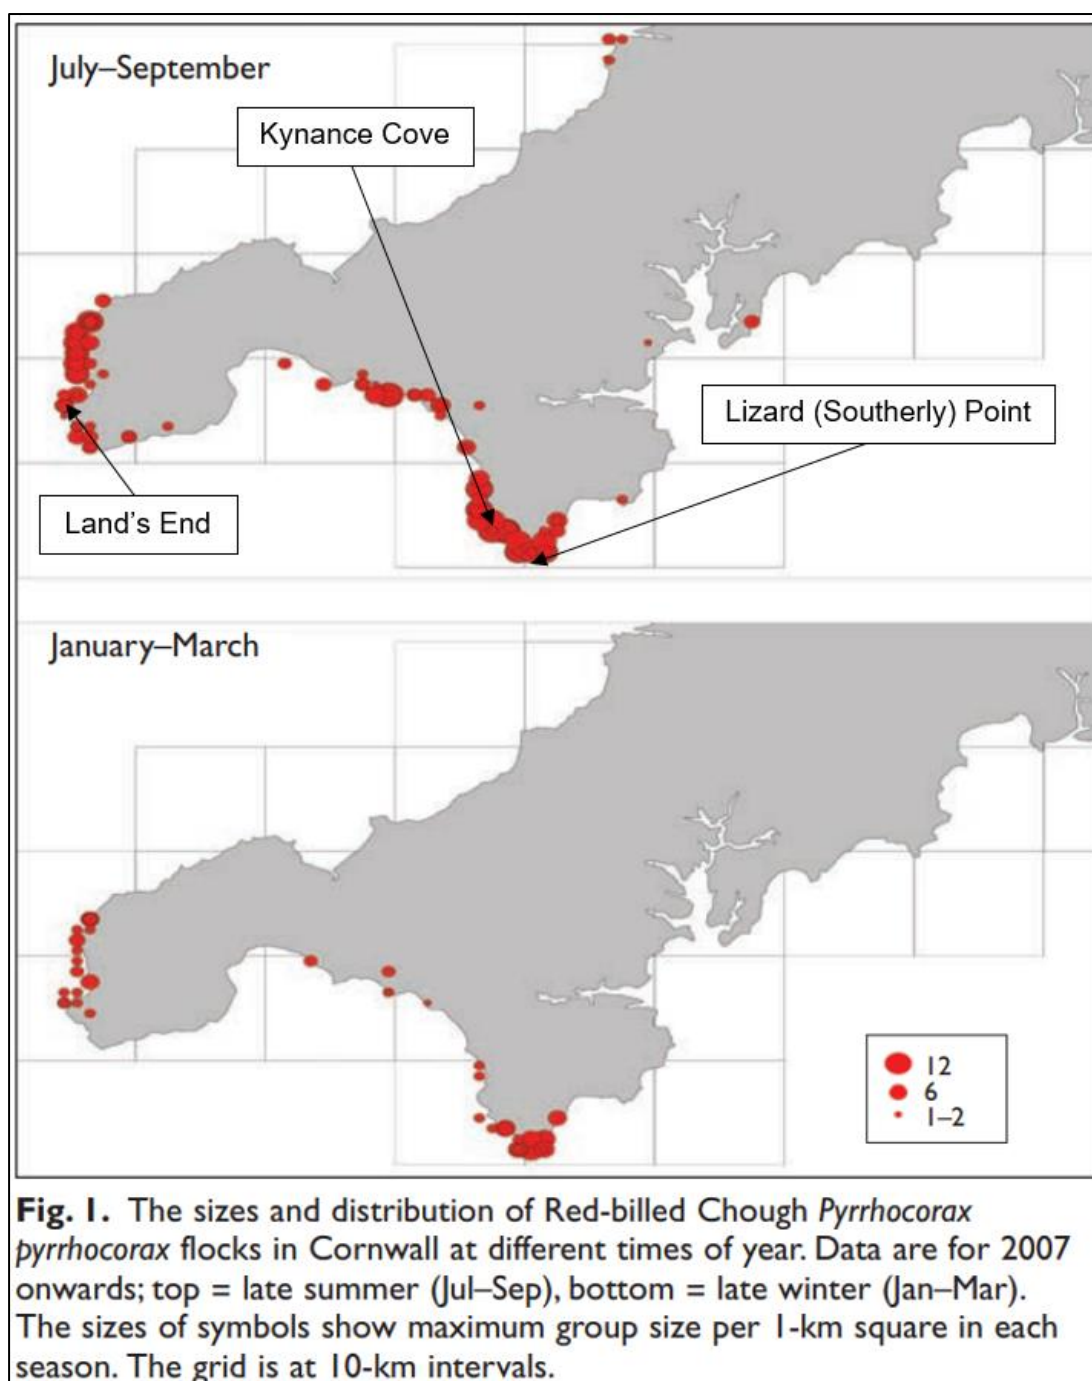 July–September
Kynance Cove
Lizard (Southerly) Point
Land's End
January–March
12
6
1–2
Fig. 1. The sizes and distribution of Red-billed Chough Pyrrhocorax
pyrrhocorax flocks in Cornwall at different times of year. Data are for 2007
onwards; top = late summer (Jul–Sep), bottom = late winter (Jan–Mar).
The sizes of symbols show maximum group size per 1-km square in each
season. The grid is at 10-km intervals.